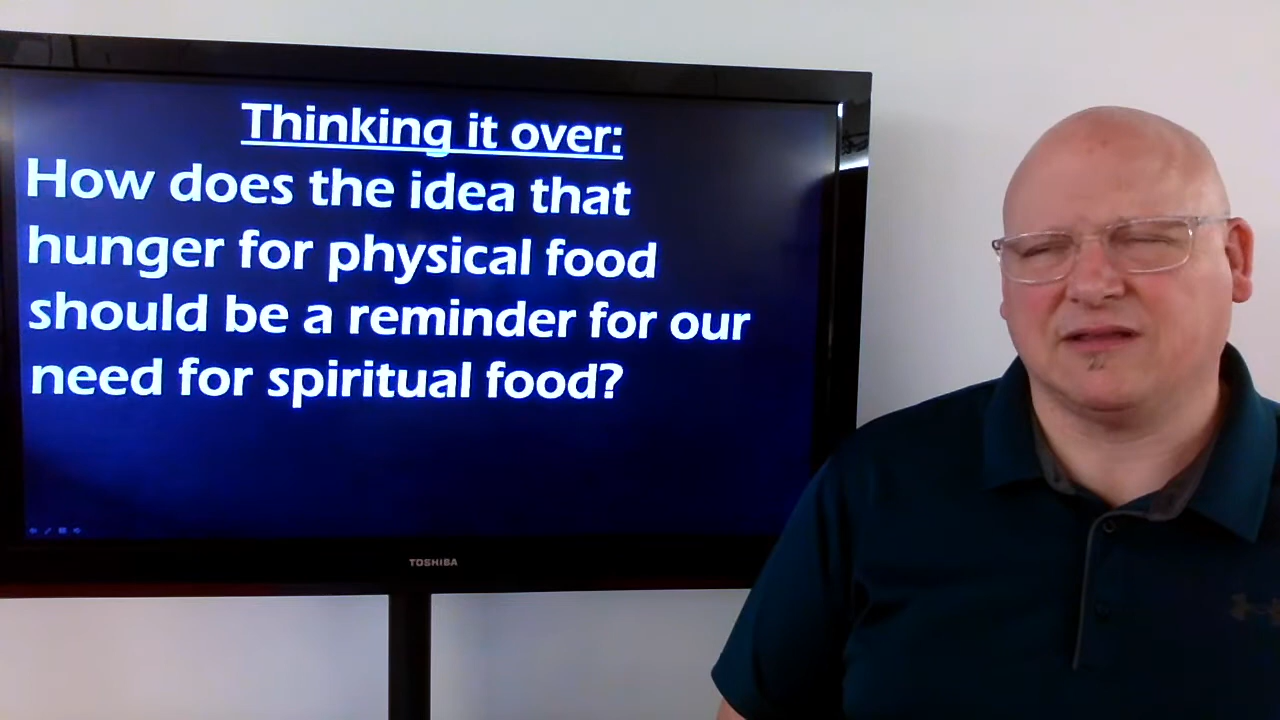 Thinking it over:
How does the idea that
hunger for physical food
should be a reminder for our
need for spiritual food?
TOSHIBA